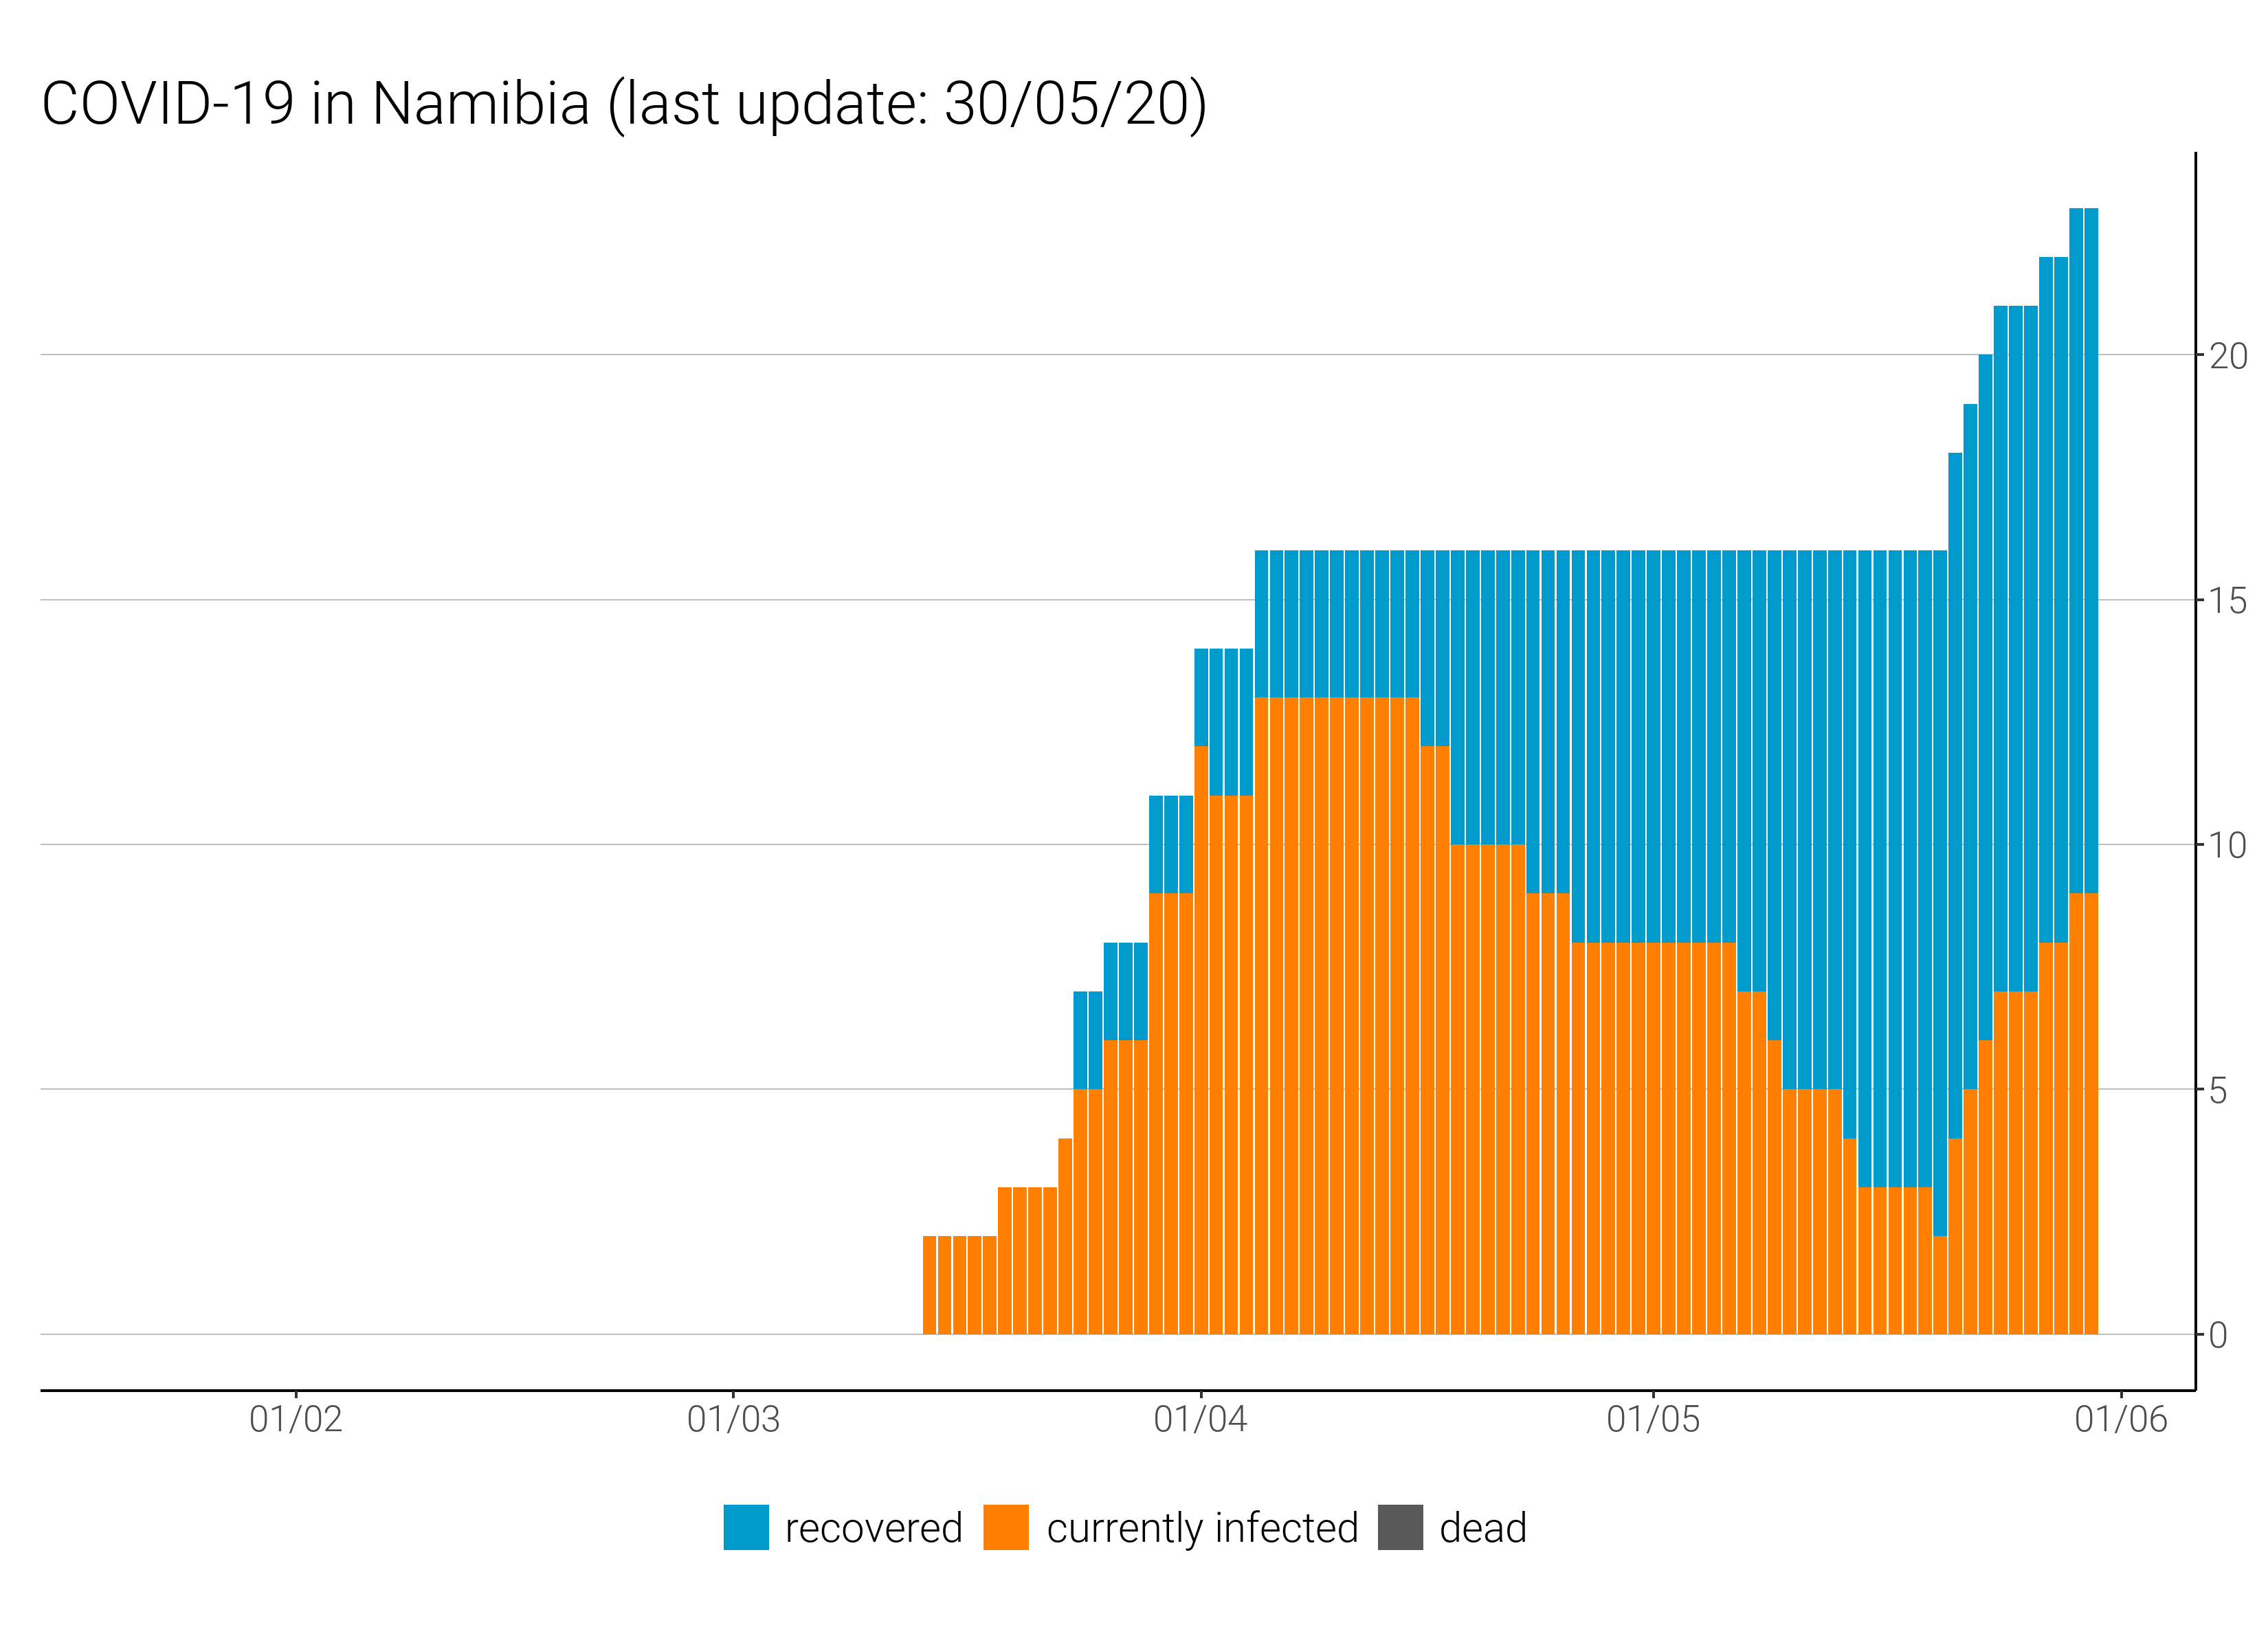 COVID-19 in Namibia (last update: 30/05/20)
20
15
10
5
0
01/02 01/03 01/04 01/05 01/06
recovered currently infected dead